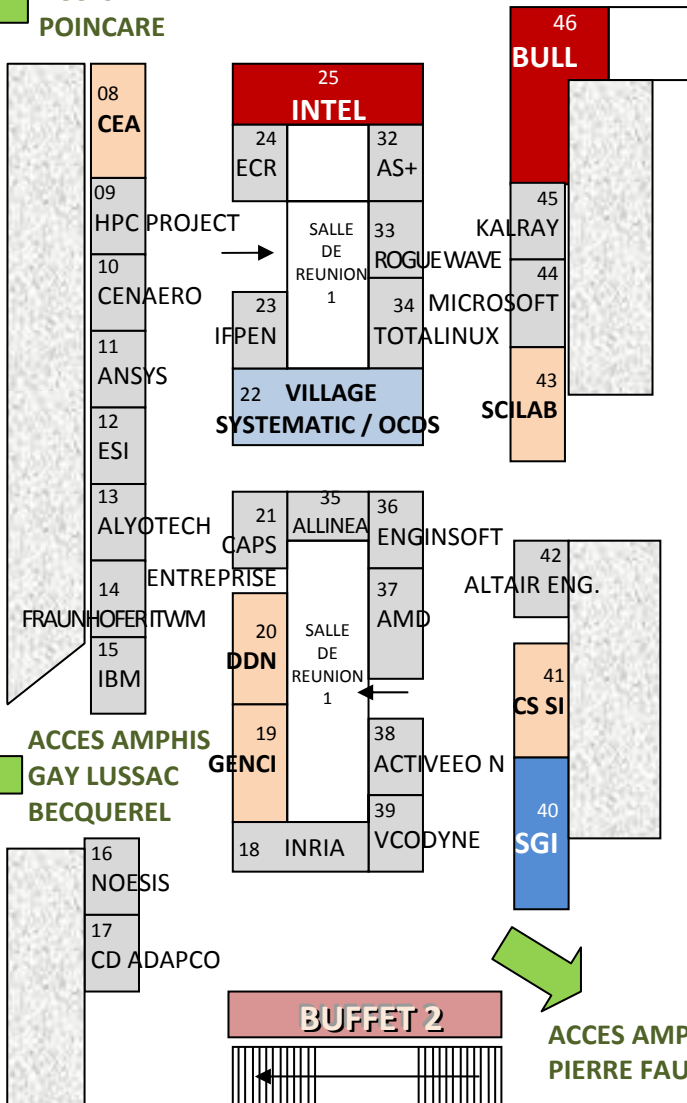 POINCARE
08
CEA
09
HPC PROJECT
10
CENAERO
11
ANSYS
12
ESI
13
ALYOTECH
14
FRAUNHOFER ITWM
15
IBM
ACCES AMPHIS
GAY LUSSAC
BECQUEREL
16
NOESIS
17
CD ADAPCO
25
INTEL
24
ECR
32
AS+
SALLE
DE
REUNION
1
33
ROGUEWAVE
23
IFPEN
34
TOTALINUX
22 VILLAGE
SYSTEMATIC / OCDS
21
CAPS
ENTREPRISE
35
ALLINEA
36
ENGINSOFT
37
AMD
20
DDN
SALLE
DE
REUNION
1
19
GENCI
38
ACTIVEEO N
18 INRIA
39
VCODYNE
BUFFET 2
46
BULL
45
KALRAY
44
MICROSOFT
43
SCILAB
42
ALTAIR ENG.
41
CS SI
40
SGI
ACCES AMP
PIERRE FAU